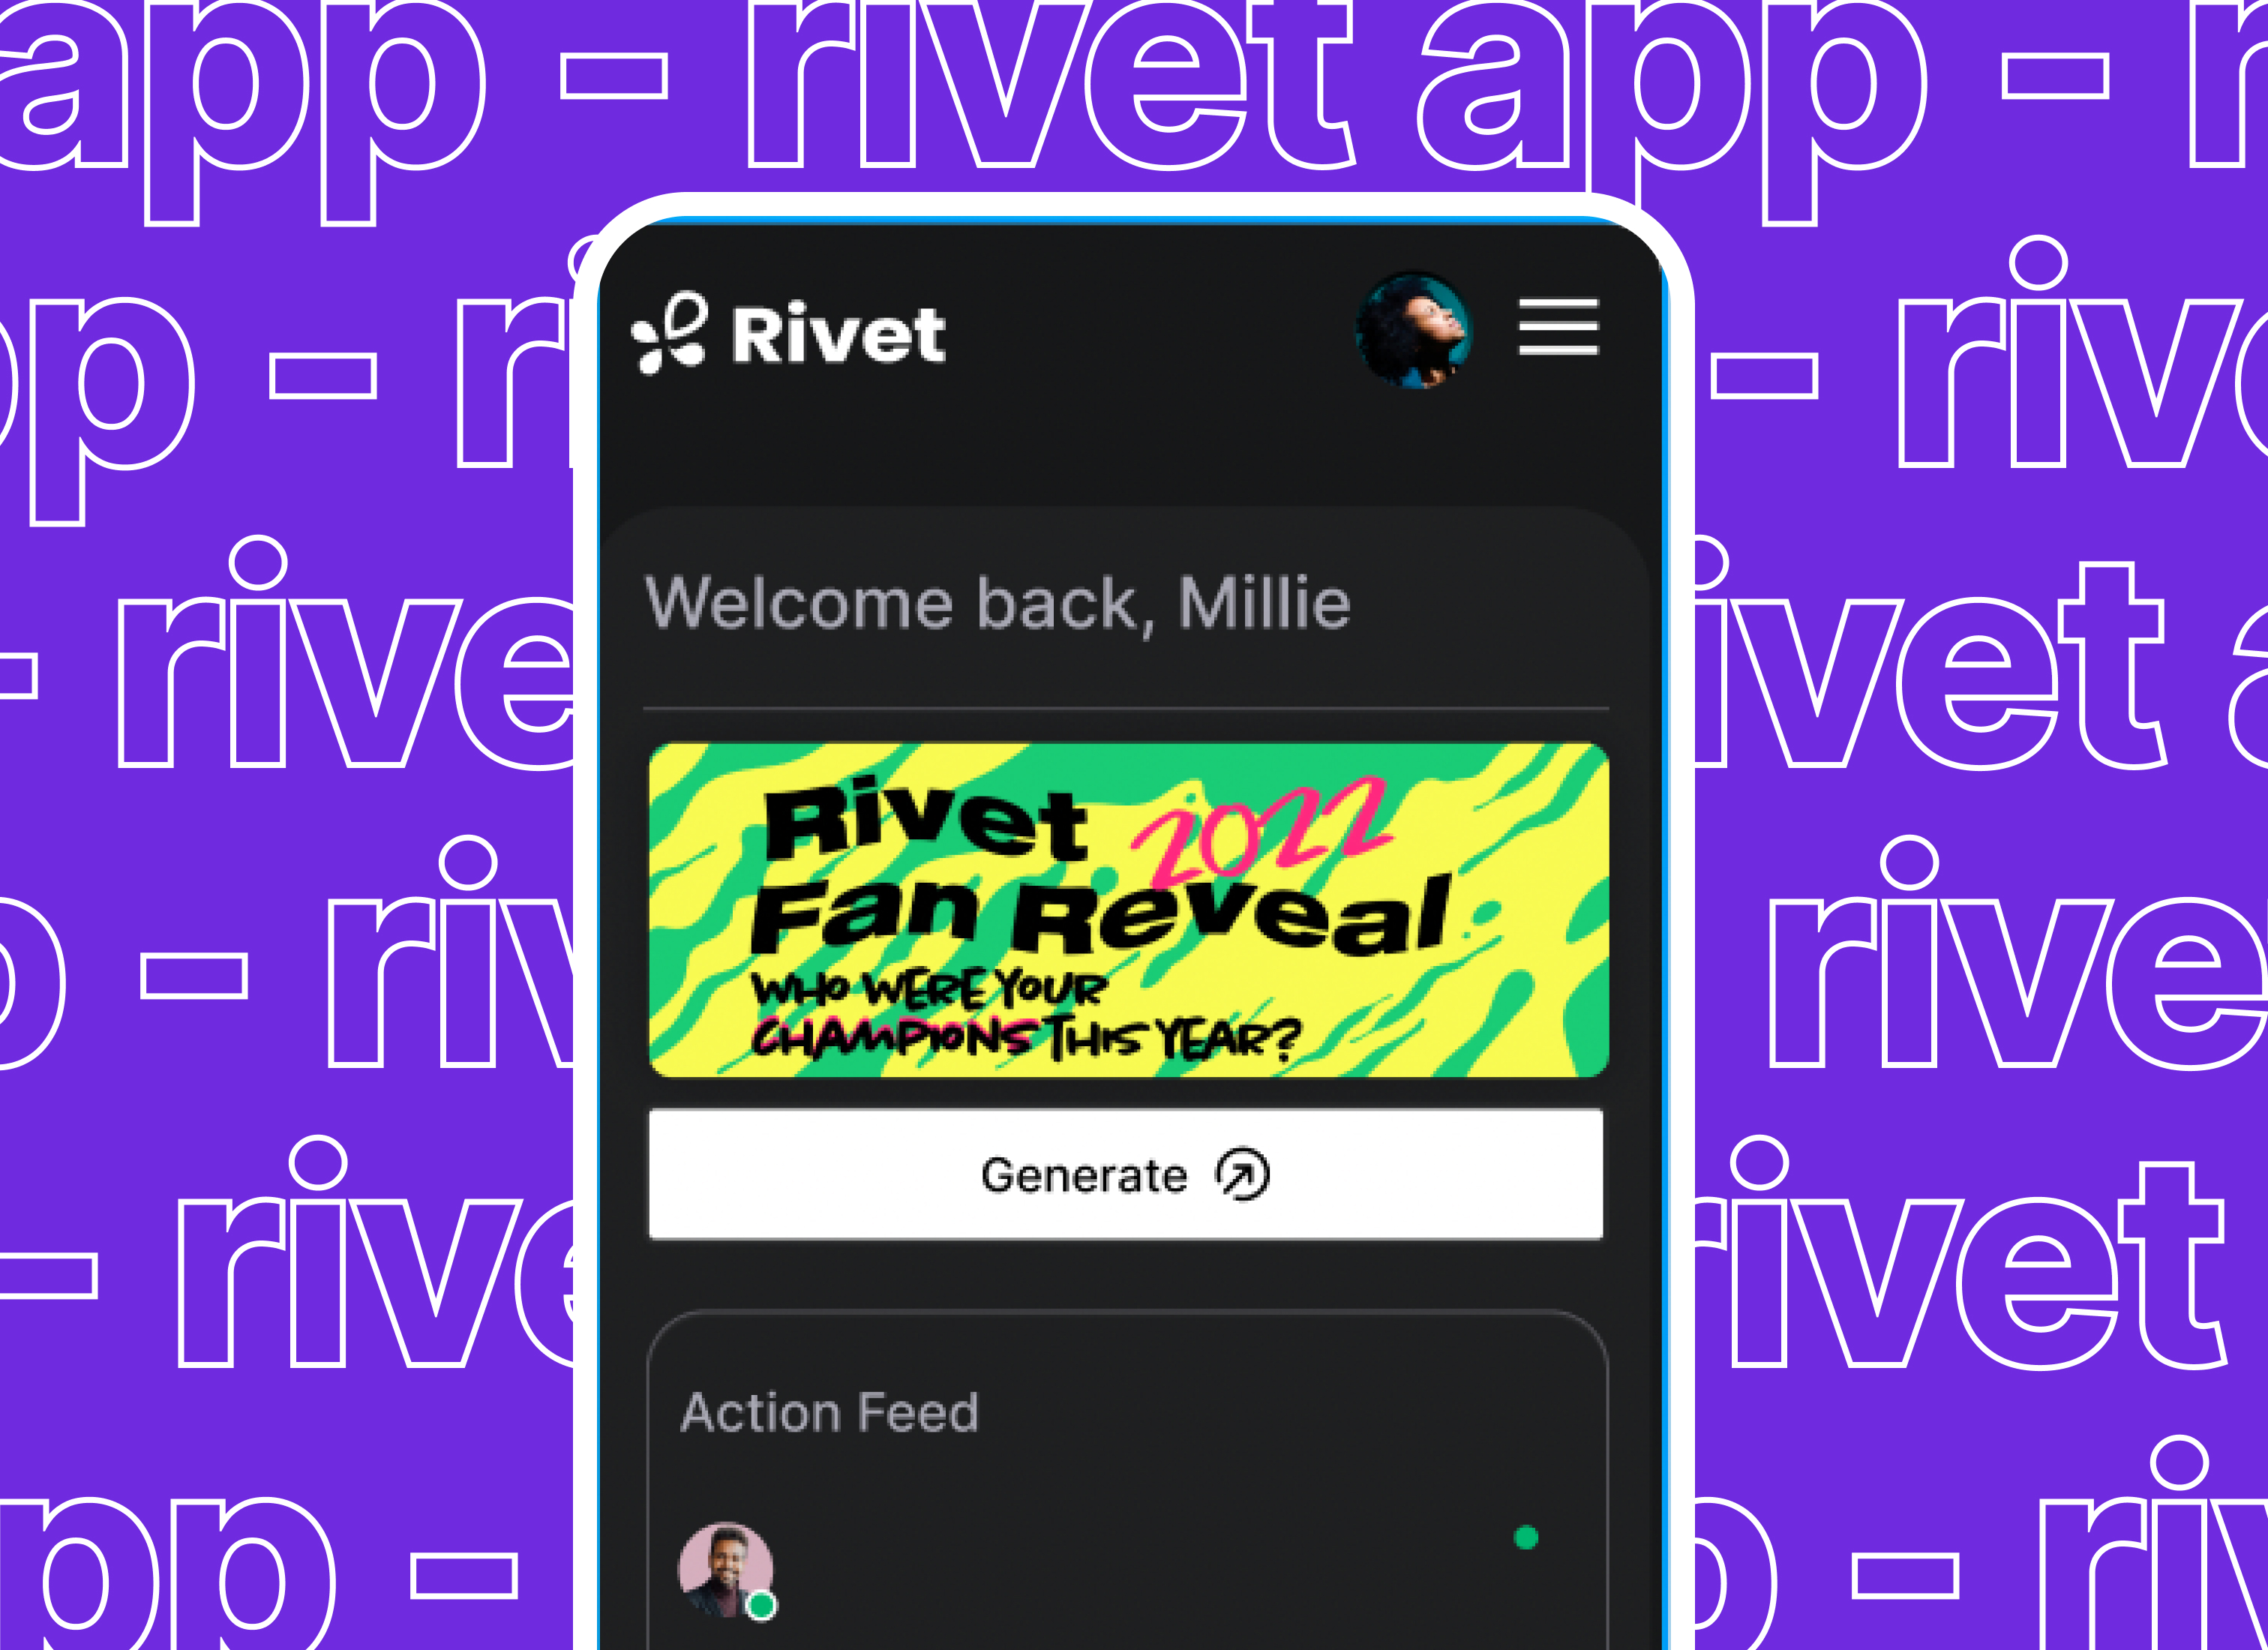 app - rivet app - r
pp - ri
- rive
Rivet
Welcome back, Millie
- rive
ivet a
p - riv
rive
Rivet 2022
Fan Reveal
WHO WERE YOUR
CHAMPIONS THIS YEAR?
Generate
- rive
rivet
Action Feed
pp -
p - riv